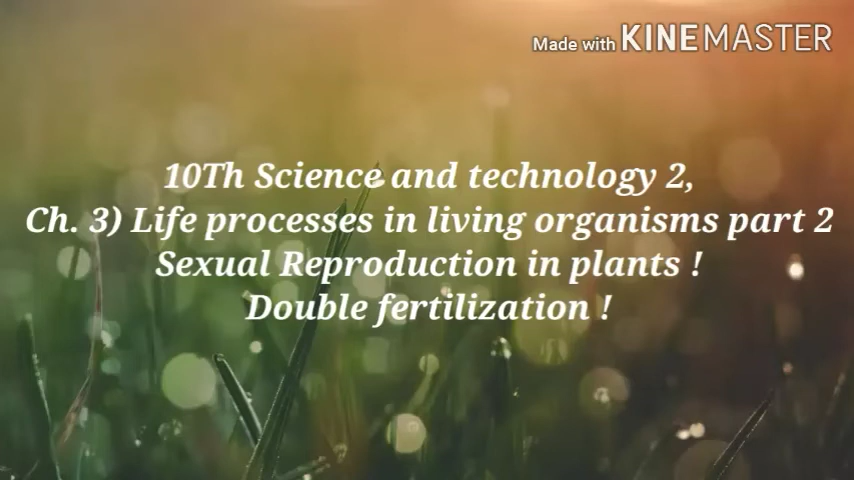 Made with KINEMASTER
10Th Science and technology 2,
Ch. 3) Life processes in living organisms part 2
Sexual Reproduction in plants !
Double fertilization !